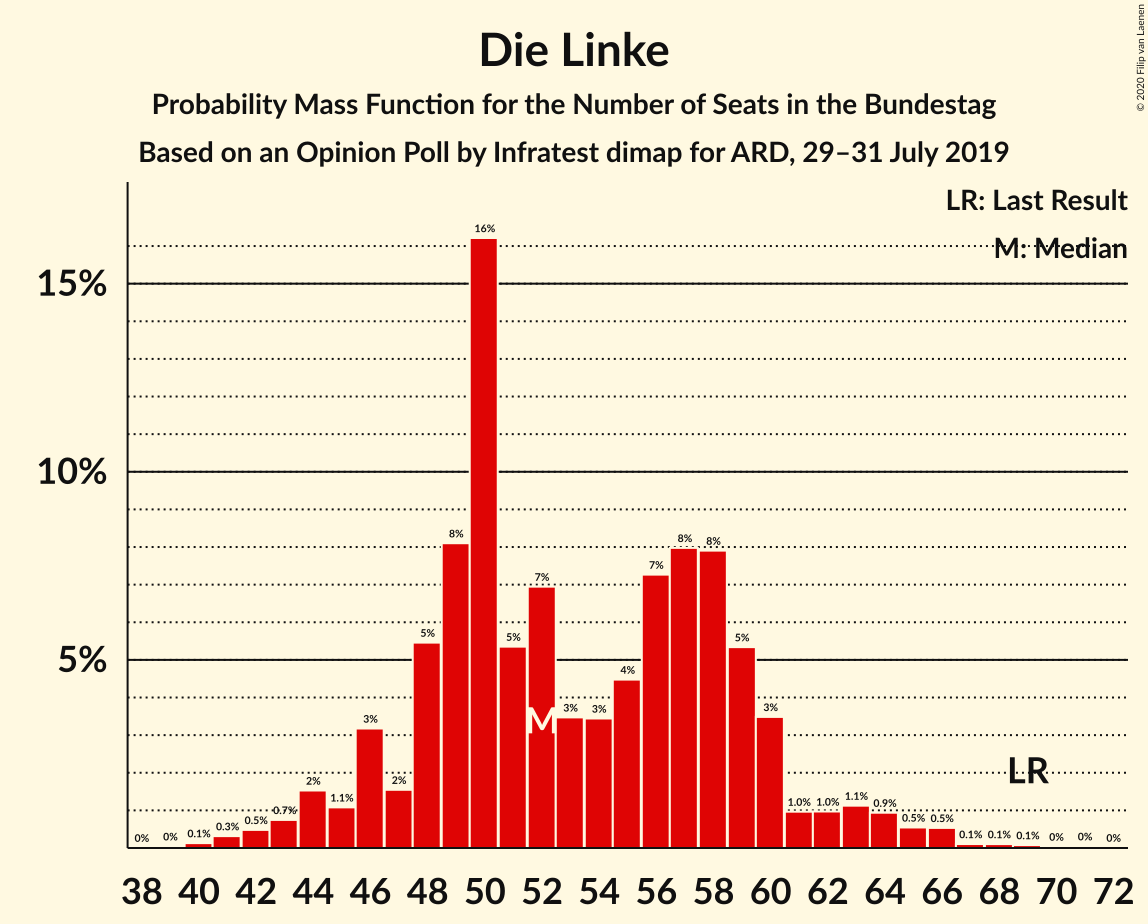 Die Linke
Probability Mass Function for the Number of Seats in the Bundestag
Based on an Opinion Poll by Infratest dimap for ARD, 29–31 July 2019
© 2020 Filip van Laenen
LR: Last Result
M: Median
15%
10%
5%
0% 0% 0.1% 0.3% 0.5% 0.7% 2% 1.1% 3% 2% 5% 8% 16% 5% 7% 3% 3% 4% 7% 8% 8% 5% 3% 1.0% 1.0% 1.1% 0.9% 0.5% 0.5% 0.1% 0.1% 0.1% 0% 0% 0%
M
LR
38 40 42 44 46 48 50 52 54 56 58 60 62 64 66 68 70 72